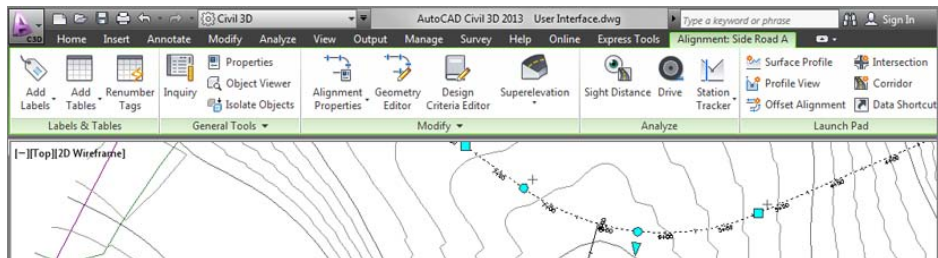 Civil 3D AutoCAD Civil 3D 2013 User Interface.dwg Type a keyword or phrase Sign In
C3D Home Insert Annotate Modify Analyze View Output Manage Survey Help Online Express Tools Alignment: Side Road A
Properties Surface Profile Intersection
Object Viewer Profile View Corridor
Isolate Objects Offset Alignment Data Shortcut
Add Labels Add Tables Renumber Tags Inquiry Alignment Properties Geometry Editor Design Criteria Editor Superelevation Sight Distance Drive Station Tracker
Labels & Tables General Tools Modify Analyze Launch Pad
[−][Top][2D Wireframe]